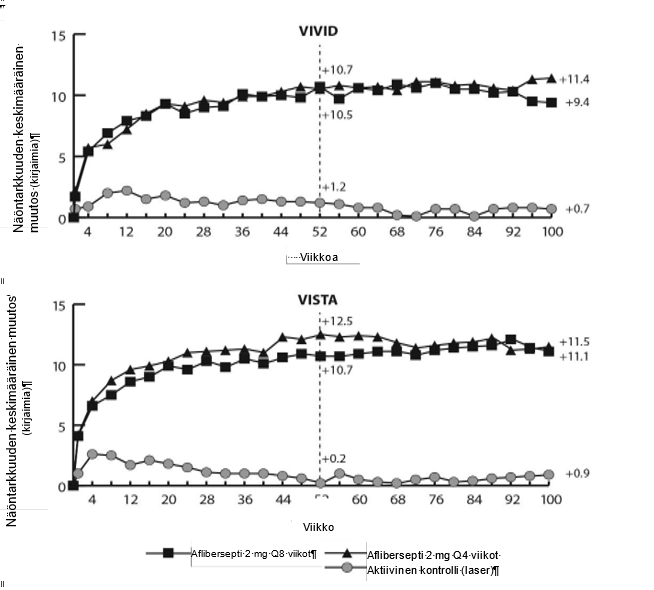 VIVID
Näöntarkkuuden·keskimääräinen·
muutos·(kirjaimia)¶
15
10
5
0
+10.7
+10.5
+1.2
+11.4
+9.4
+0.7
4 12 20 28 36 44 52 60 68 76 84 92 100
Viikkoa
VISTA
Näöntarkkuuden·keskimääräinen·muutos
(kirjaimia)¶
15
10
5
0
+12.5
+10.7
+0.2
+11.5
+11.1
+0.9
4 12 20 28 36 44 60 68 76 84 92 100
Viikko
Aflibersepti·2·mg·Q8·viikot¶
Aflibersepti·2·mg·Q4·viikot·
Aktiivinen·kontrolli·(laser)¶